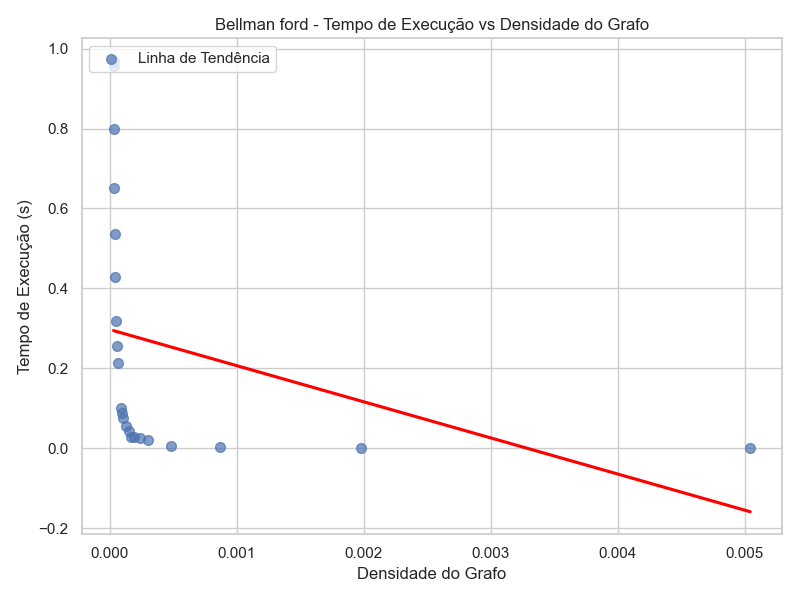 Bellman ford - Tempo de Execução vs Densidade do Grafo
Linha de Tendência
Tempo de Execução (s)
1.0
0.8
0.6
0.4
0.2
0.0
−0.2
0.000 0.001 0.002 0.003 0.004 0.005
Densidade do Grafo